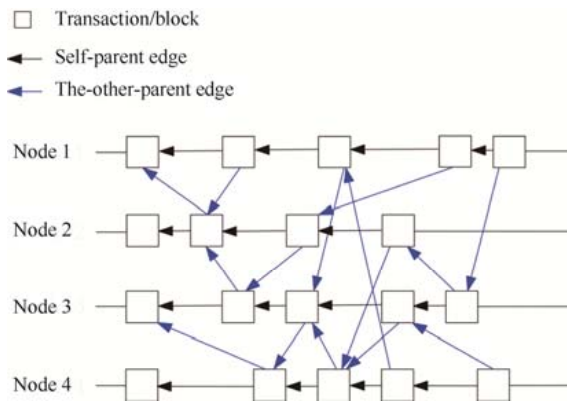 Transaction/block
Self-parent edge
The-other-parent edge
Node 1
Node 2
Node 3
Node 4